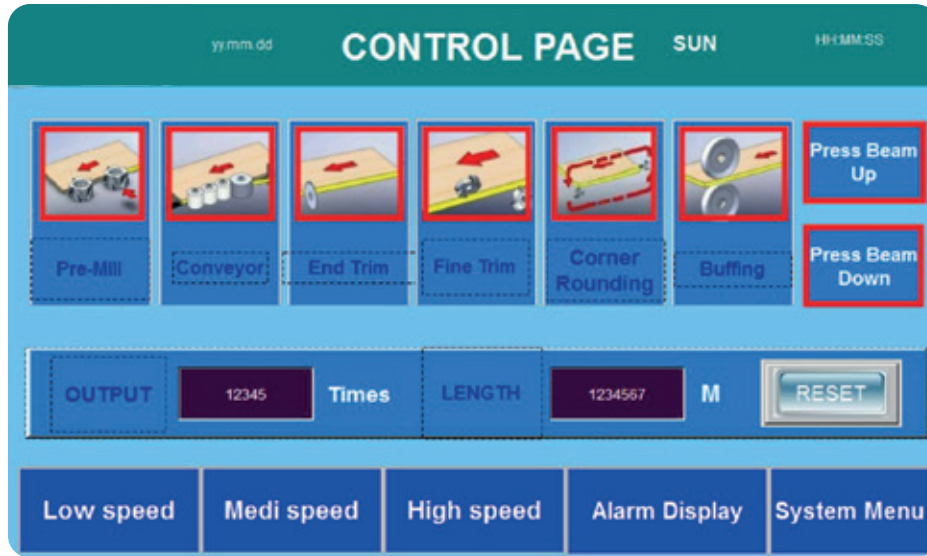 yy.mm.dd CONTROL PAGE SUN HH:MM:SS
Press Beam
Up
Pre-Mill Conveyor End Trim Fine Trim Corner
Rounding Buffing
Press Beam
Down
OUTPUT 12345 Times LENGTH 1234567 M RESET
Low speed Medi speed High speed Alarm Display System Menu